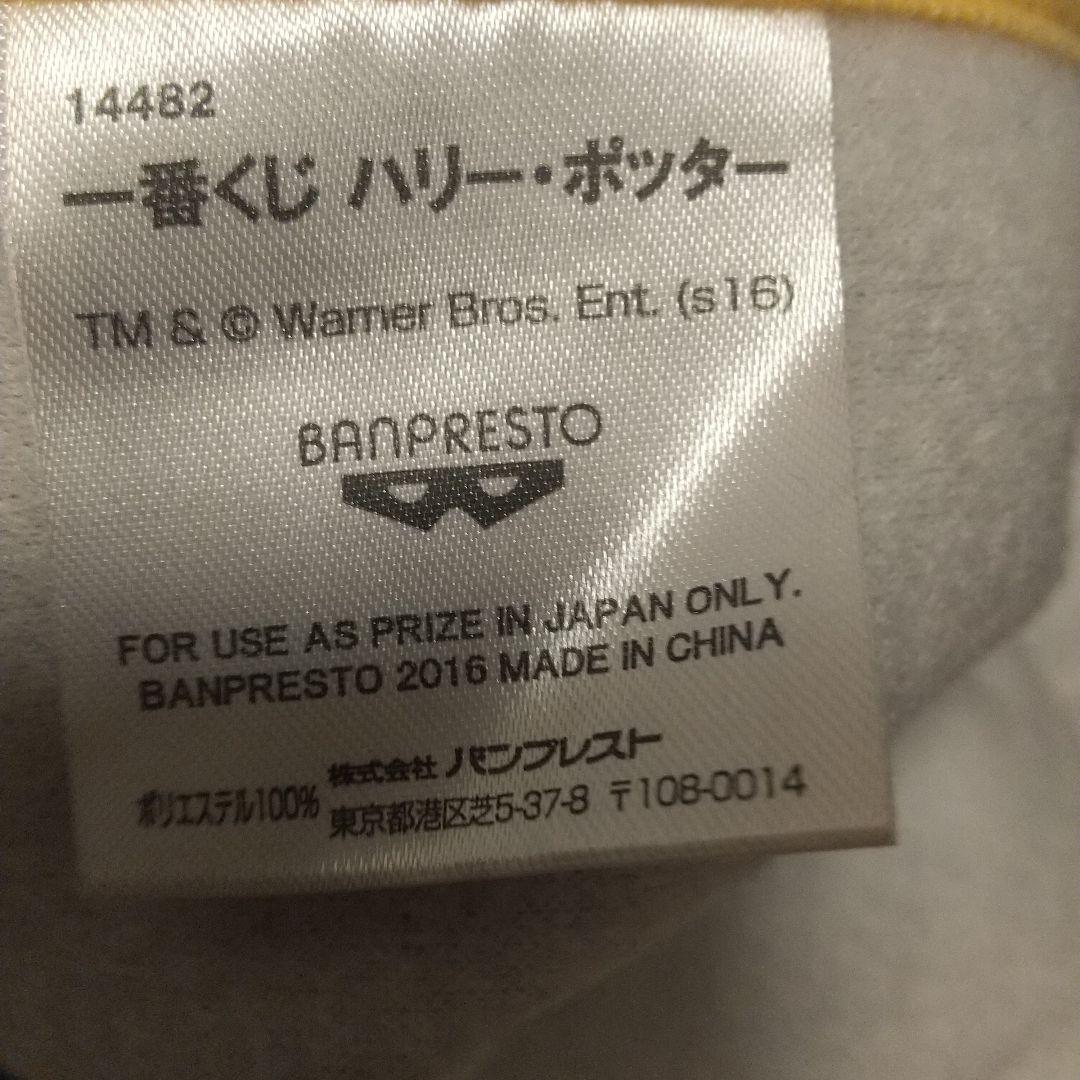 14482
一番くじ ハリー・ポッター
TM & © Warner Bros. Ent. (s16)
BANPRESTO
FOR USE AS PRIZE IN JAPAN ONLY.
BANPRESTO 2016 MADE IN CHINA
株式会社 バンプレスト
ポリエステル100% 東京都港区芝5-37-8 〒108-0014